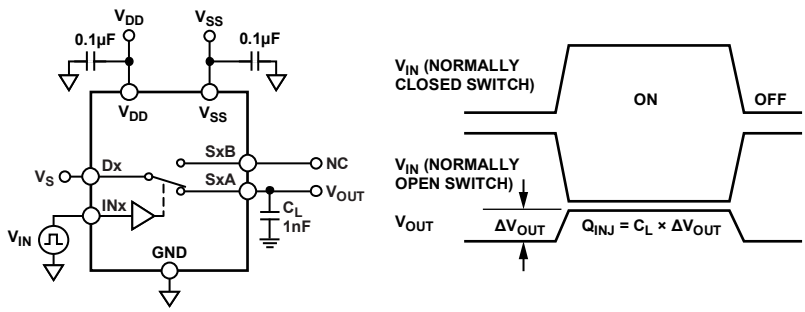 VDD
VSS
0.1µF
0.1µF
VDD
VSS
SxB
NC
VS
Dx
SxA
VOUT
INx
CL
1nF
VIN
GND
VIN (NORMALLY
CLOSED SWITCH)
ON
OFF
VIN (NORMALLY
OPEN SWITCH)
VOUT
ΔVOUT
QINJ = CL × ΔVOUT